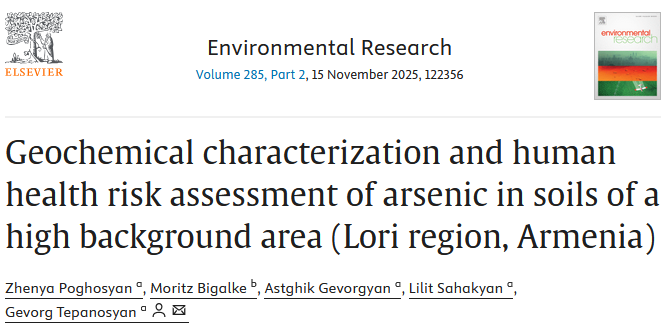 ELSEVIER
Environmental Research
Volume 285, Part 2, 15 November 2025, 122356
environmental
research
Geochemical characterization and human
health risk assessment of arsenic in soils of a
high background area (Lori region, Armenia)
Zhenya Poghosyan a, Moritz Bigalke b, Astghik Gevorgyan a, Lilit Sahakyan a,
Gevorg Tepanosyan a